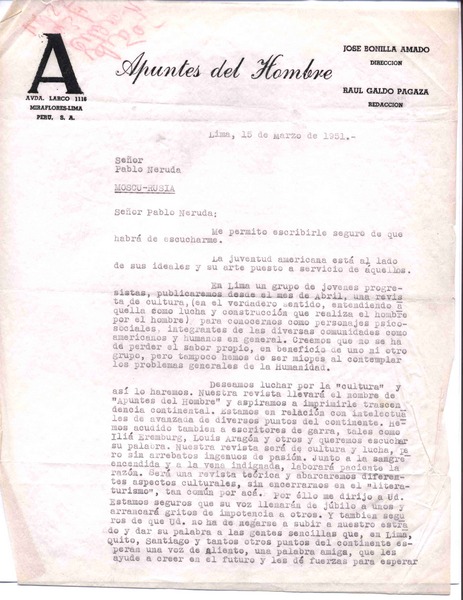 A
Apuntes del Hombre
JOSE BONILLA AMADO
DIRECCION
RAUL GALDO PAGAZA
REDACCION
AVDA. LARCO 1118
MIRAFLORES-LIMA
PERU, S. A.
Lima, 15 de Marzo de 1951.-
Señor
Pablo Neruda
MOSCU-RUSIA
Señor Pablo Neruda;
Me permito escribirle seguro de que
habrá de escucharme.
La juventud americana está al lado
de sus ideales y su arte puesto a servicio de aquéllos.
En Lima un grupo de jovenes progre-
sistas, publicaremos desde el mes de Abril, una revis
ta de cultura, (en el verdadero sentido, entendiendo a
quella como lucha y construcción que realiza el hombre
por el hombre) para conocernos como personajes psico-
sociales, integrantes de las diversas comunidades como
americanos y humanos en general. Creemos que no se ha
de perder el sabor propio, en beneficio de uno ni otro
grupo, pero tampoco hemos de ser miopes al contemplar
los problemas generales de la Humanidad.
Deseamos luchar por la "cultura" y
así lo haremos. Nuestra revista llevará el nombre de
"Apuntes del Hombre" y aspiramos a imprimirle trascen
dencia continental. Estamos en relación con intelectua
les de avanzada de diversos puntos del continente. He-
mos acudido tambien a escritores de garra, tales como
Iliá Eremburg, Louis Aragón y otros y queremos escuchar
su palabra. Nuestra revista será de cultura y lucha, pe
ro sin arrebatos ingenuos de pasión. Junto a la sangre
encendida y a la vena indignada, laborará paciente la
razón. Será una revista teórica y abarcaremos diferen-
tes aspectos culturales, sin encerrarnos en el "litera-
turismo", tan común por acá. Por éllo me dirijo a Ud.
Estamos seguros que su voz llenará de júbilo a unos y
arrancará gritos de impotencia a otros. Y tambien segu
ros de que Ud. no ha de negarse a subir a nuestro estra
do y dar su palabra a las gentes sencillas que, en Lima,
Quito, Santiago y tantos otros puntos del continente es-
peran una voz de aliento, una palabra amiga, que les
ayude a creer en el futuro y les dé fuerzas para esperar